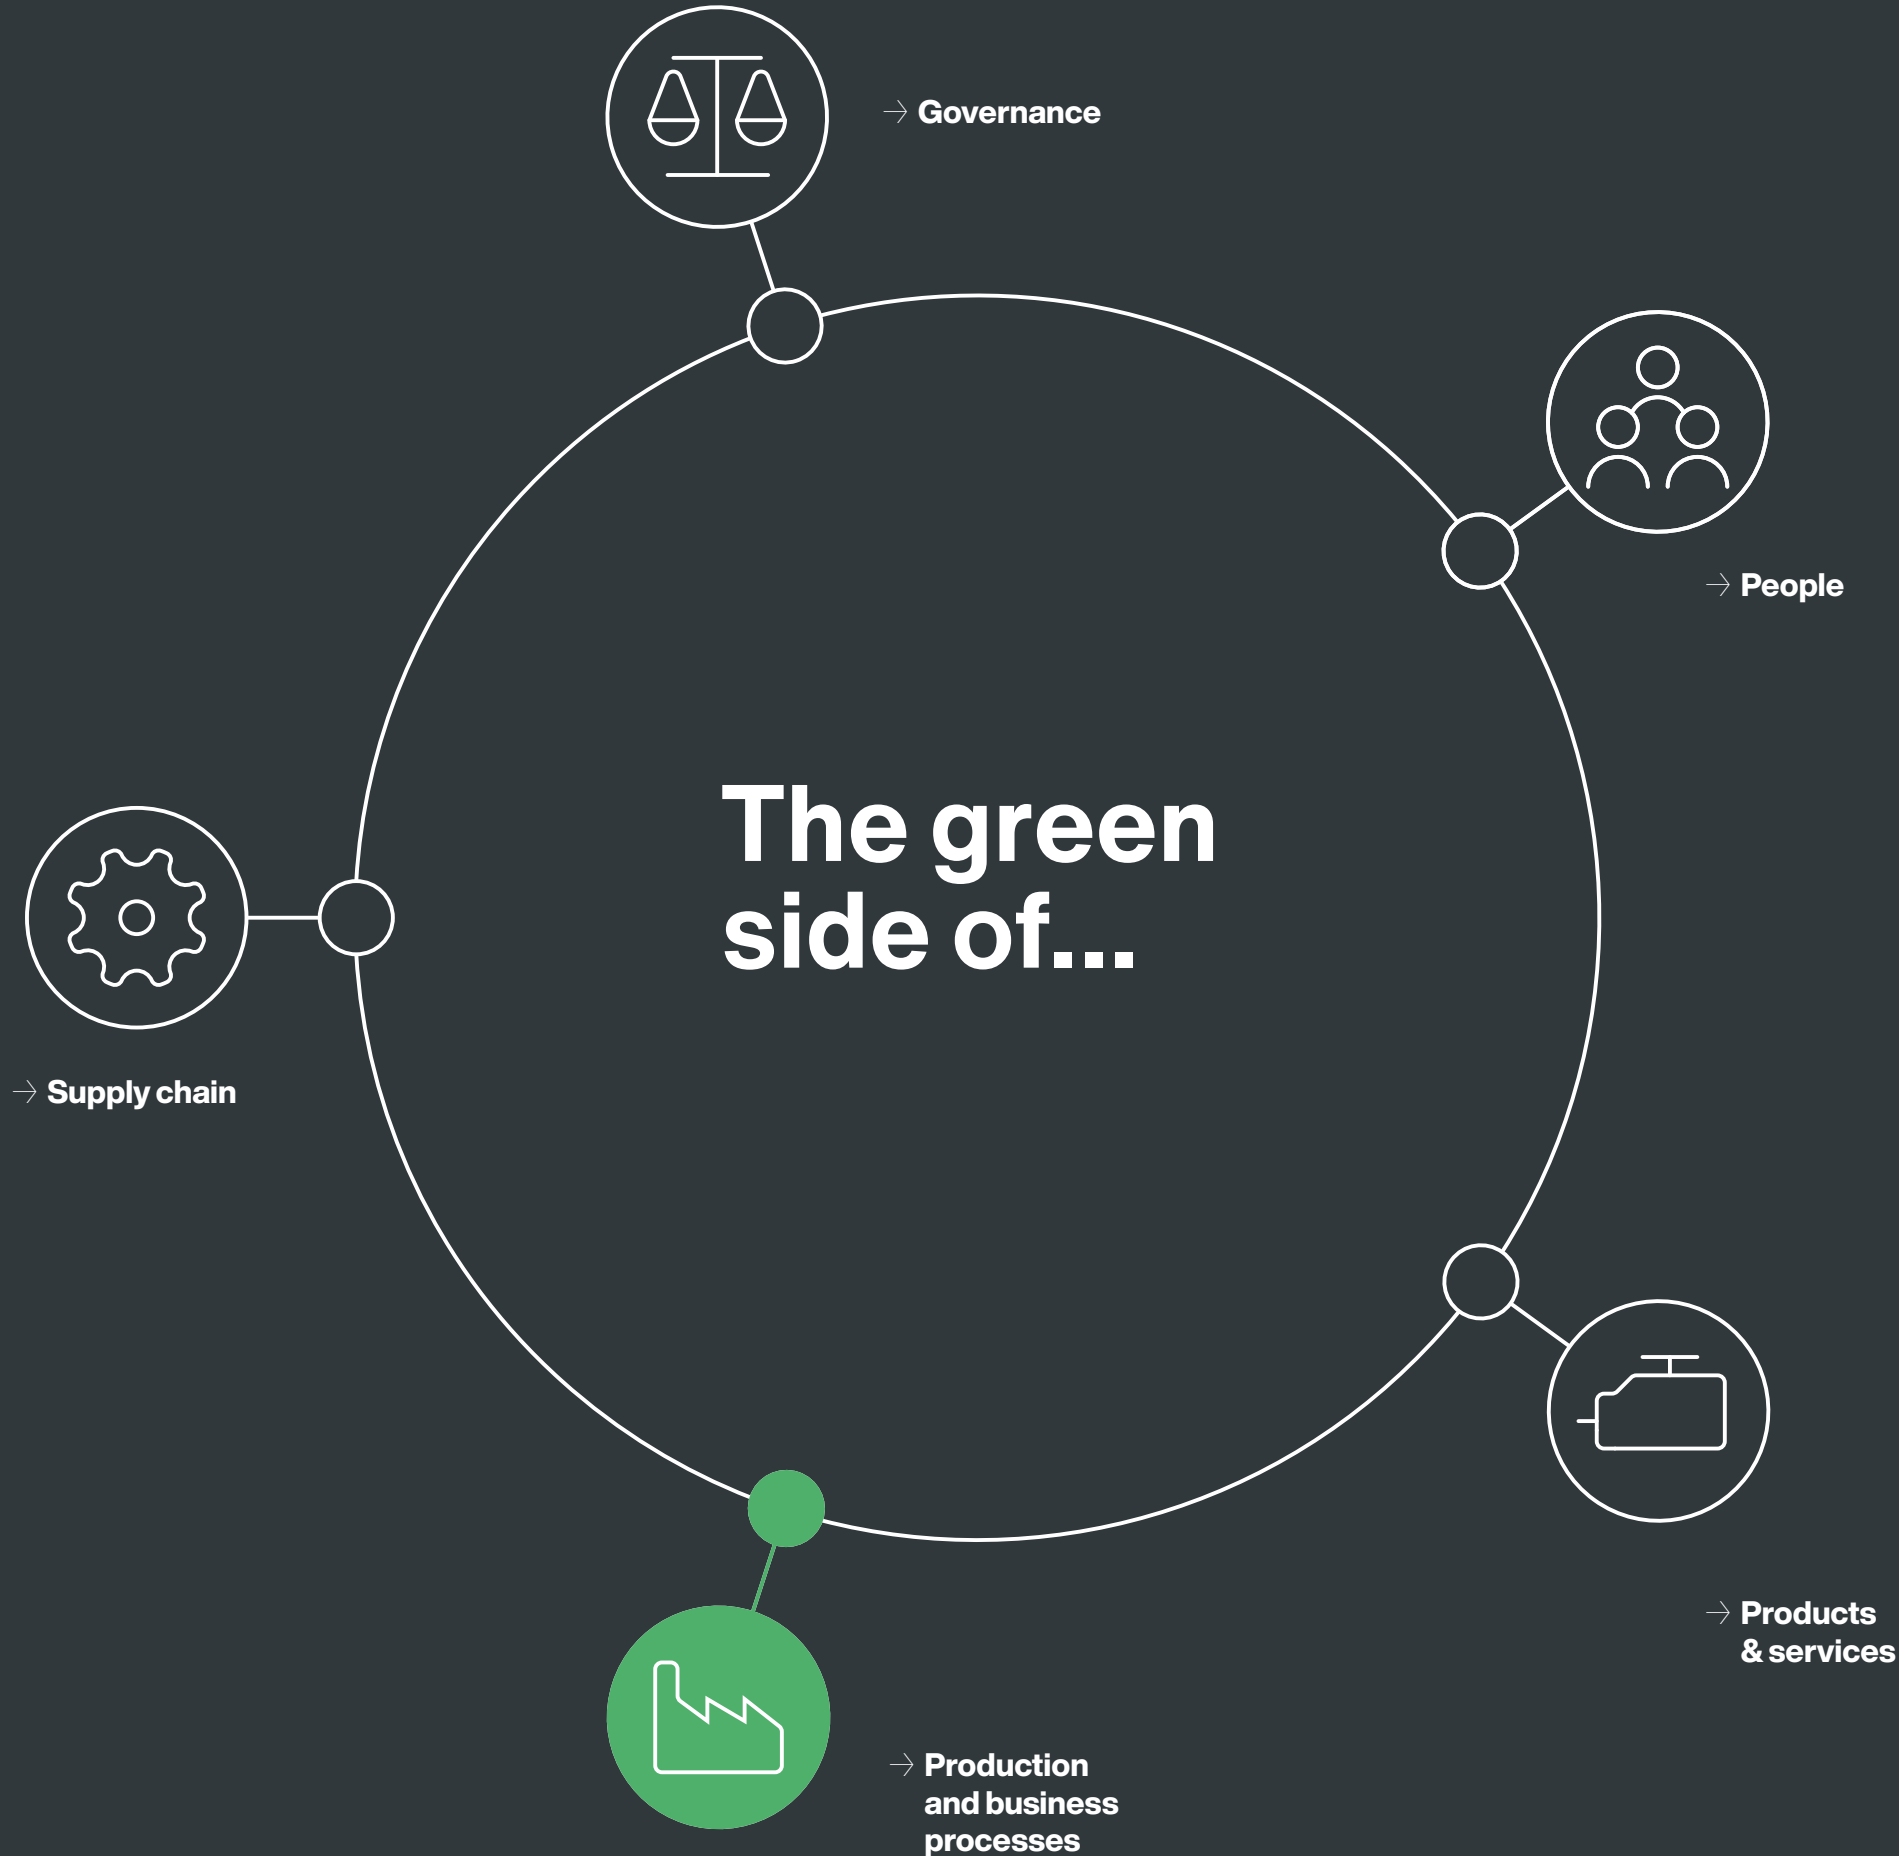 → Governance
→ People
The green
side of...
→ Supply chain
→ Products
& services
→ Production
and business
processes